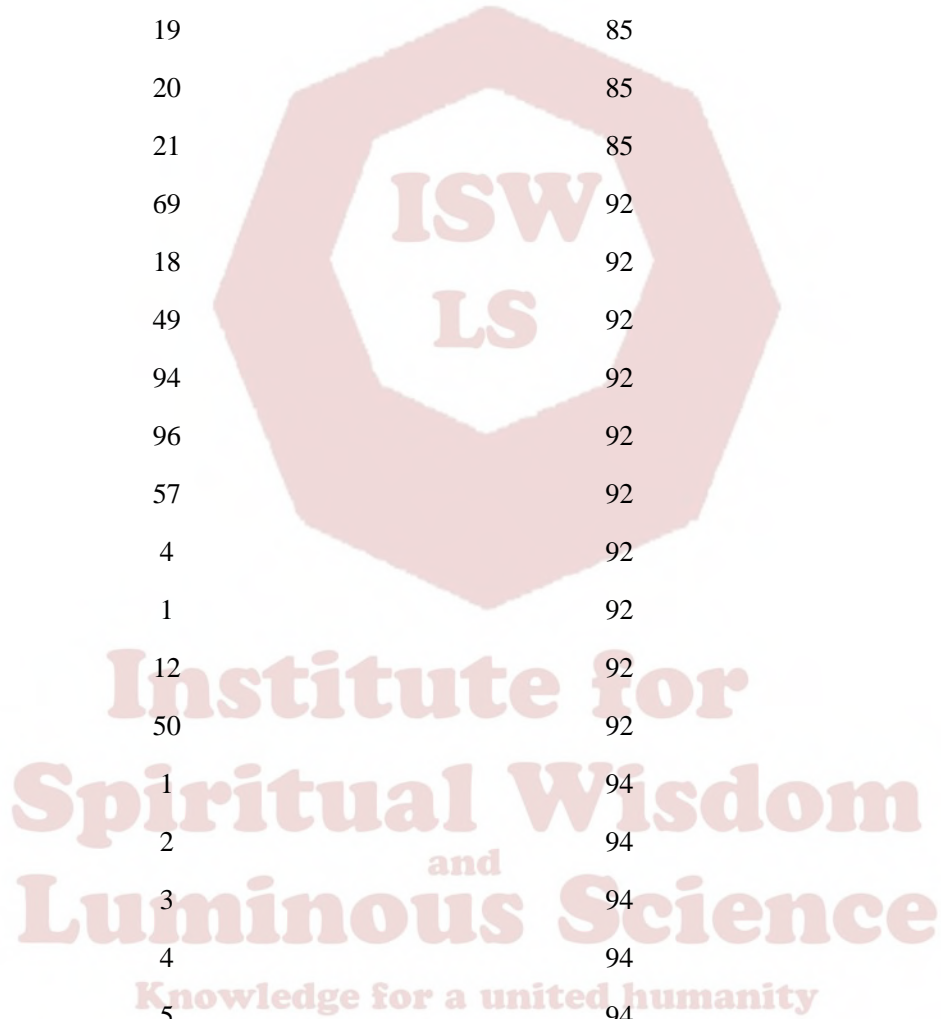 19 85
20 85
21 85
69 92
18 92
49 92
94 92
96 92
57 92
4 92
1 92
12 92
50 92
1 94
2 94
3 94
4 94
5 94
ISW
LS
Institute for
Spiritual Wisdom
and
Luminous Science
Knowledge for a united humanity